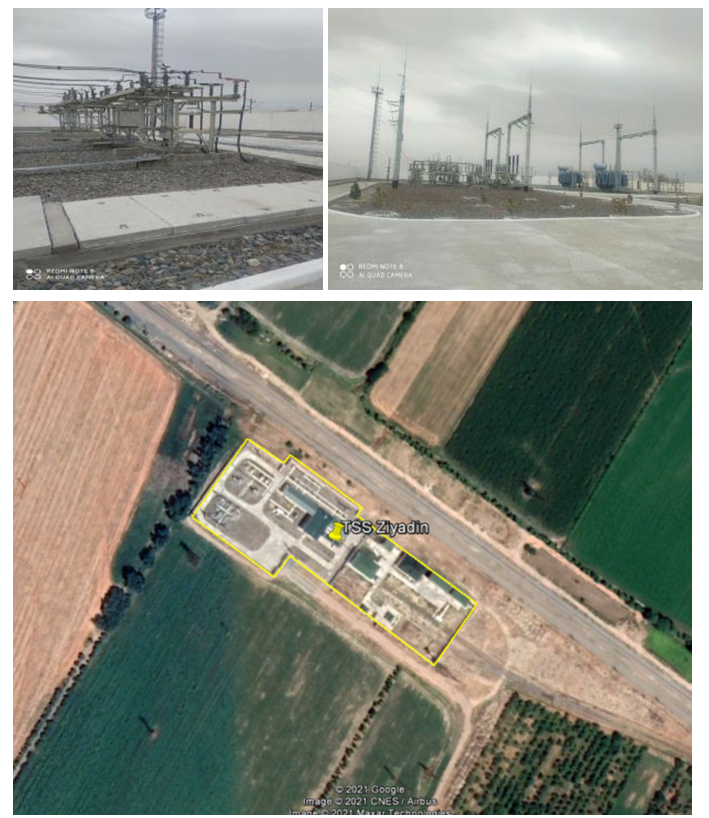 REDMI NOTE 8
AI QUAD CAMERA
REDMI NOTE 8
AI QUAD CAMERA
TSS Ziyadin
© 2021 Google
Image © 2021 CNES / Airbus
Image © 2021 Maxar Technologies